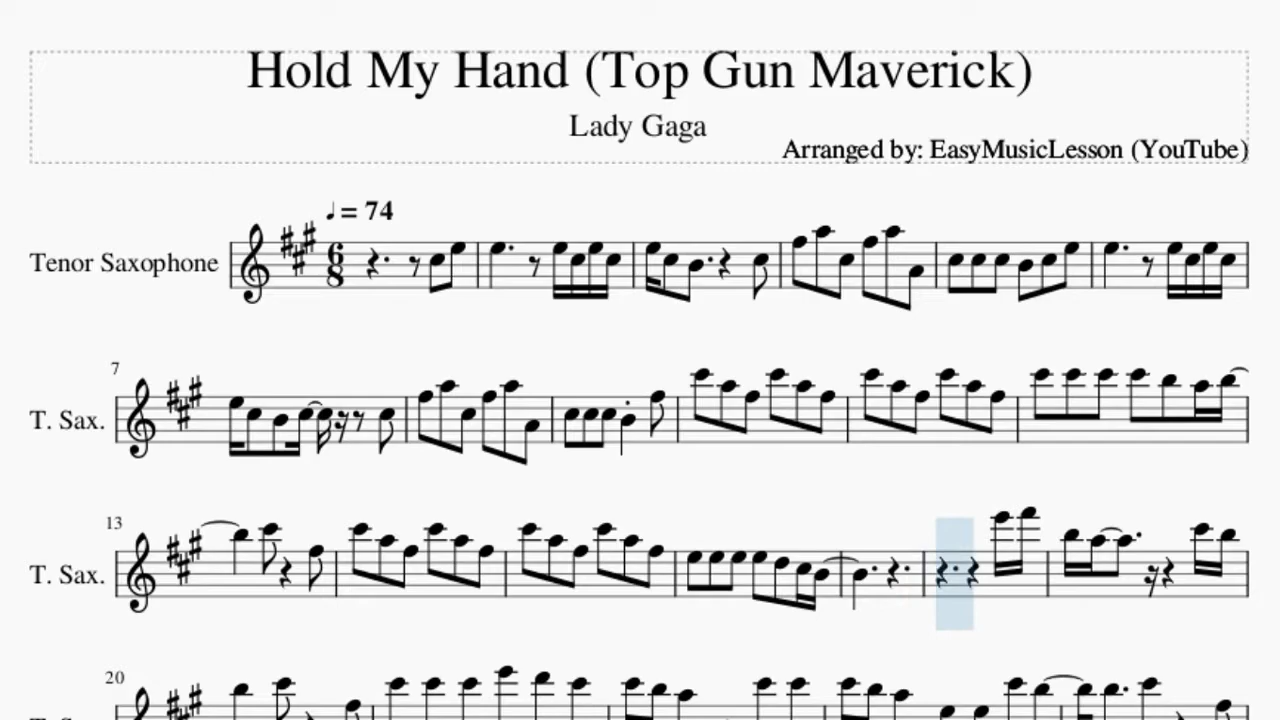 Hold My Hand (Top Gun Maverick)
Lady Gaga
Arranged by: EasyMusicLesson (YouTube)
♩ = 74
Tenor Saxophone
6
8
7
T. Sax.
13
T. Sax.
20